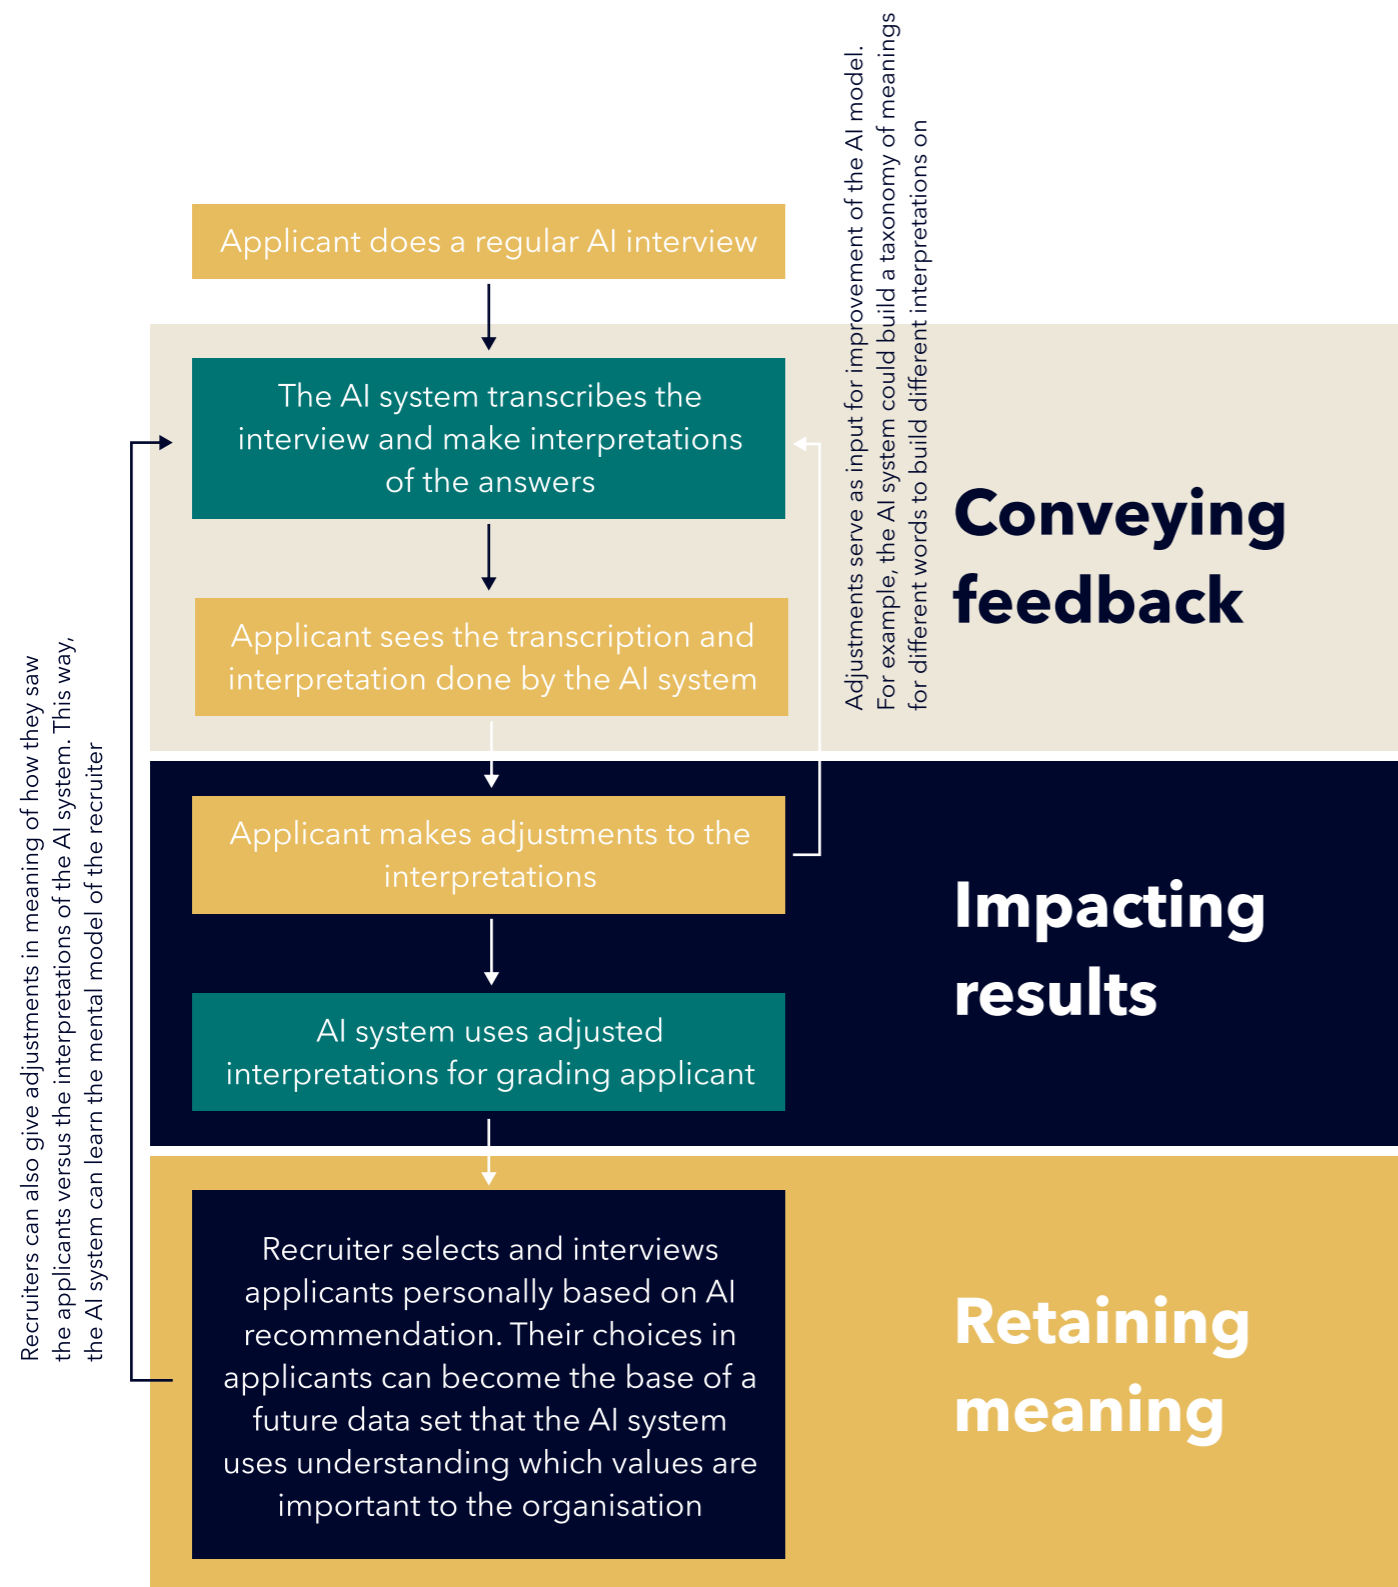 Applicant does a regular AI interview
Adjustments serve as input for improvement of the AI model.
For example, the AI system could build a taxonomy of meanings
for different words to build different interpretations on
The AI system transcribes the
interview and make interpretations
of the answers
Applicant sees the transcription and
interpretation done by the AI system
Conveying
feedback
Applicant makes adjustments to the
interpretations
AI system uses adjusted
interpretations for grading applicant
Impacting
results
Recruiters can also give adjustments in meaning of how they saw
the applicants versus the interpretations of the AI system. This way,
the AI system can learn the mental model of the recruiter
Recruiter selects and interviews
applicants personally based on AI
recommendation. Their choices in
applicants can become the base of a
future data set that the AI system
uses understanding which values are
important to the organisation
Retaining
meaning